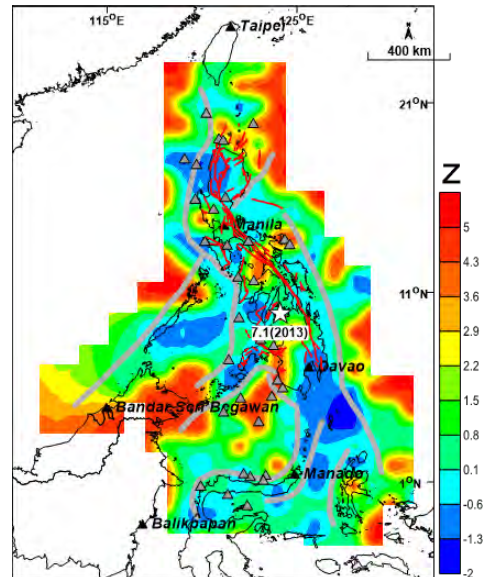 115°E
125°E
Taipei
N
400 km
21°N
Z
Manila
11°N
7.1(2013)
Davao
Bandar Seri Begawan
Manado
1°N
Balikpapan
5
4.3
3.6
2.9
2.2
1.5
0.8
0.1
-0.6
-1.3
-2